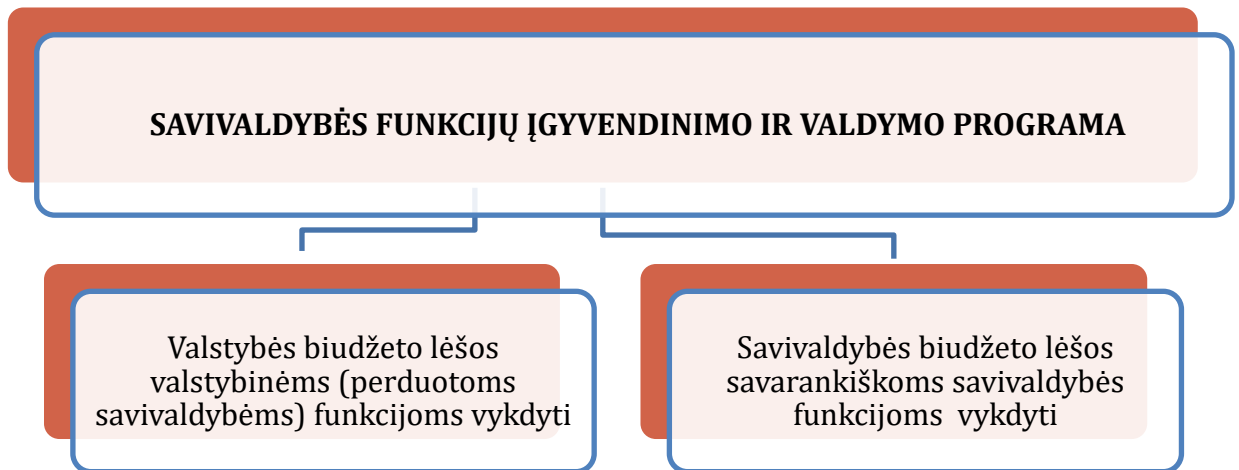 SAVIVALDYBĖS FUNKCIJŲ ĮGYVENDINIMO IR VALDYMO PROGRAMA
Valstybės biudžeto lėšos
valstybinėms (perduotoms
savivaldybėms) funkcijoms vykdyti
Savivaldybės biudžeto lėšos
savarankiškoms savivaldybės
funkcijoms vykdyti